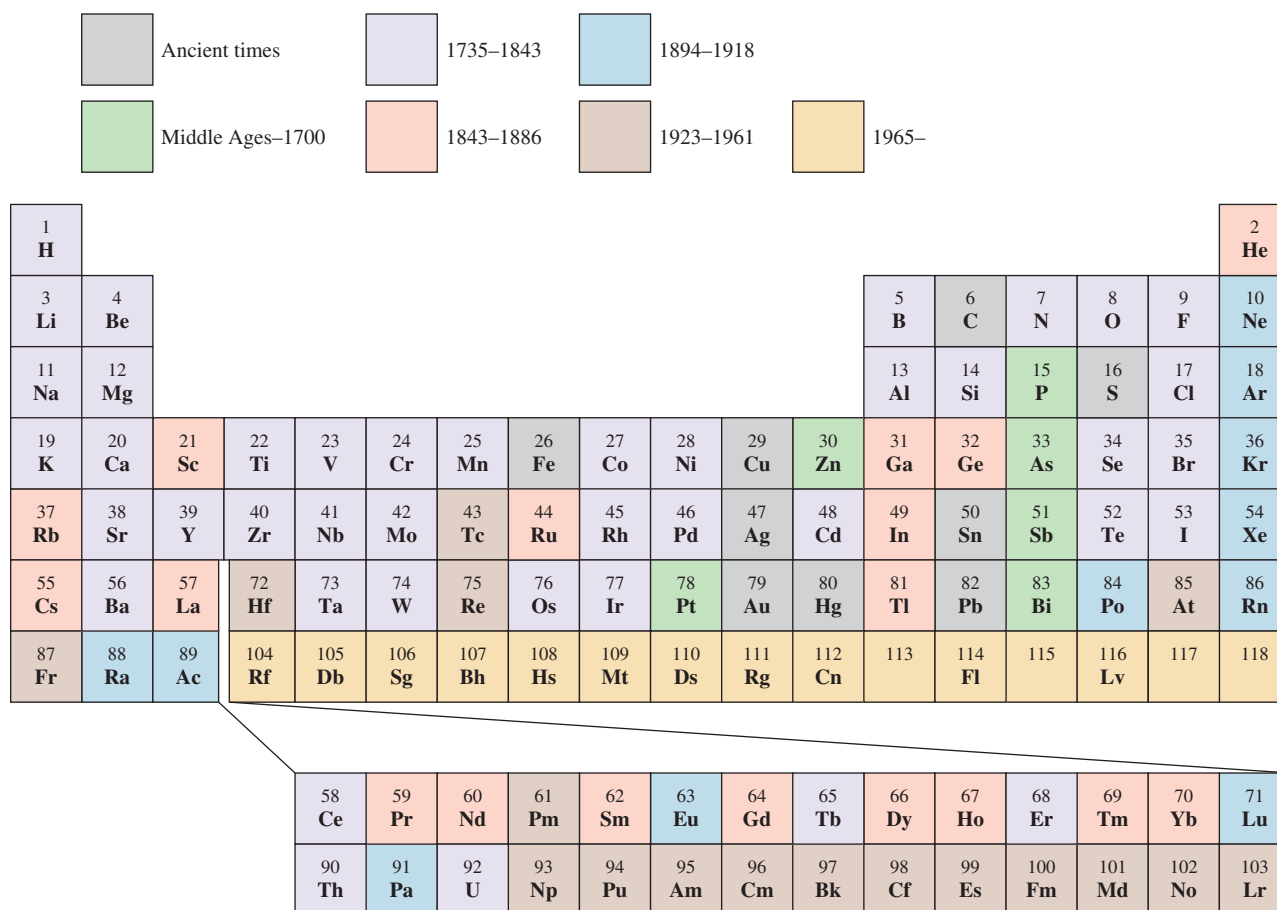 Ancient times 1735–1843 1894–1918
Middle Ages–1700 1843–1886 1923–1961 1965–
1 2
H He
3 4 5 6 7 8 9 10
Li Be B C N O F Ne
11 12 13 14 15 16 17 18
Na Mg Al Si P S Cl Ar
19 20 21 22 23 24 25 26 27 28 29 30 31 32 33 34 35 36
K Ca Sc Ti V Cr Mn Fe Co Ni Cu Zn Ga Ge As Se Br Kr
37 38 39 40 41 42 43 44 45 46 47 48 49 50 51 52 53 54
Rb Sr Y Zr Nb Mo Tc Ru Rh Pd Ag Cd In Sn Sb Te I Xe
55 56 57 72 73 74 75 76 77 78 79 80 81 82 83 84 85 86
Cs Ba La Hf Ta W Re Os Ir Pt Au Hg Tl Pb Bi Po At Rn
87 88 89 104 105 106 107 108 109 110 111 112 113 114 115 116 117 118
Fr Ra Ac Rf Db Sg Bh Hs Mt Ds Rg Cn Fl Lv
58 59 60 61 62 63 64 65 66 67 68 69 70 71
Ce Pr Nd Pm Sm Eu Gd Tb Dy Ho Er Tm Yb Lu
90 91 92 93 94 95 96 97 98 99 100 101 102 103
Th Pa U Np Pu Am Cm Bk Cf Es Fm Md No Lr